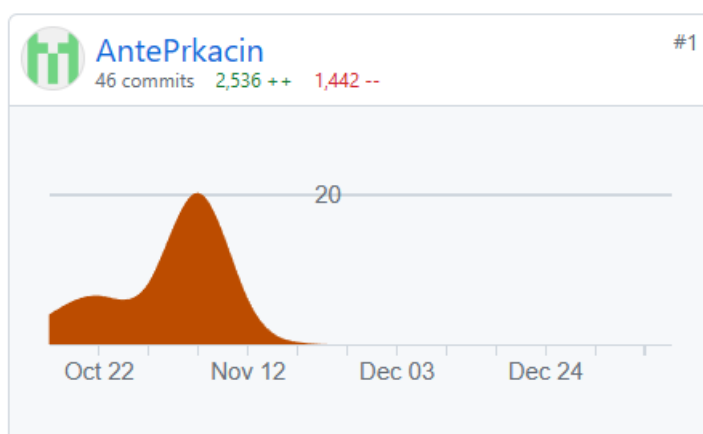 AntePrkacin
#1
46 commits 2,536 ++ 1,442 --
20
Oct 22 Nov 12 Dec 03 Dec 24